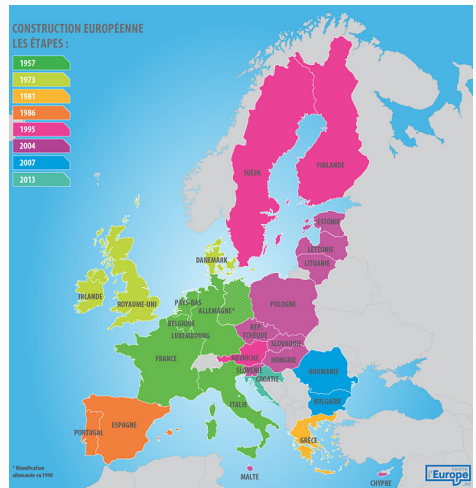 CONSTRUCTION EUROPÉENNE
LES ÉTAPES :
1957
1973
1981
1986
1995
2004
2007
2013
SUÈDE
FINLANDE
ESTONIE
LETTONIE
LITUANIE
DANEMARK
IRLANDE
ROYAUME-UNI
PAYS-BAS
ALLEMAGNE*
POLOGNE
BELGIQUE
LUXEMBOURG
RÉP.
TCHÈQUE
SLOVAQUIE
FRANCE
AUTRICHE
HONGRIE
SLOVÉNIE
CROATIE
ROUMANIE
ITALIE
BULGARIE
PORTUGAL
ESPAGNE
GRÈCE
* Réunification
allemande en 1990
MALTE
CHYPRE
l'Europe